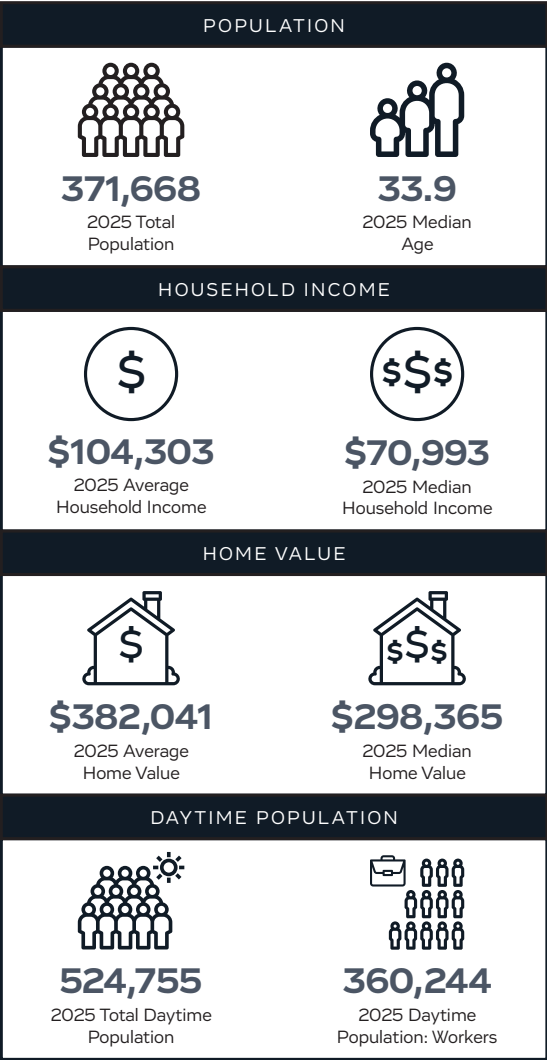 POPULATION
371,668
2025 Total
Population
33.9
2025 Median
Age
HOUSEHOLD INCOME
$
$104,303
2025 Average
Household Income
$$$
$70,993
2025 Median
Household Income
HOME VALUE
$
$382,041
2025 Average
Home Value
$$$
$298,365
2025 Median
Home Value
DAYTIME POPULATION
524,755
2025 Total Daytime
Population
360,244
2025 Daytime
Population: Workers